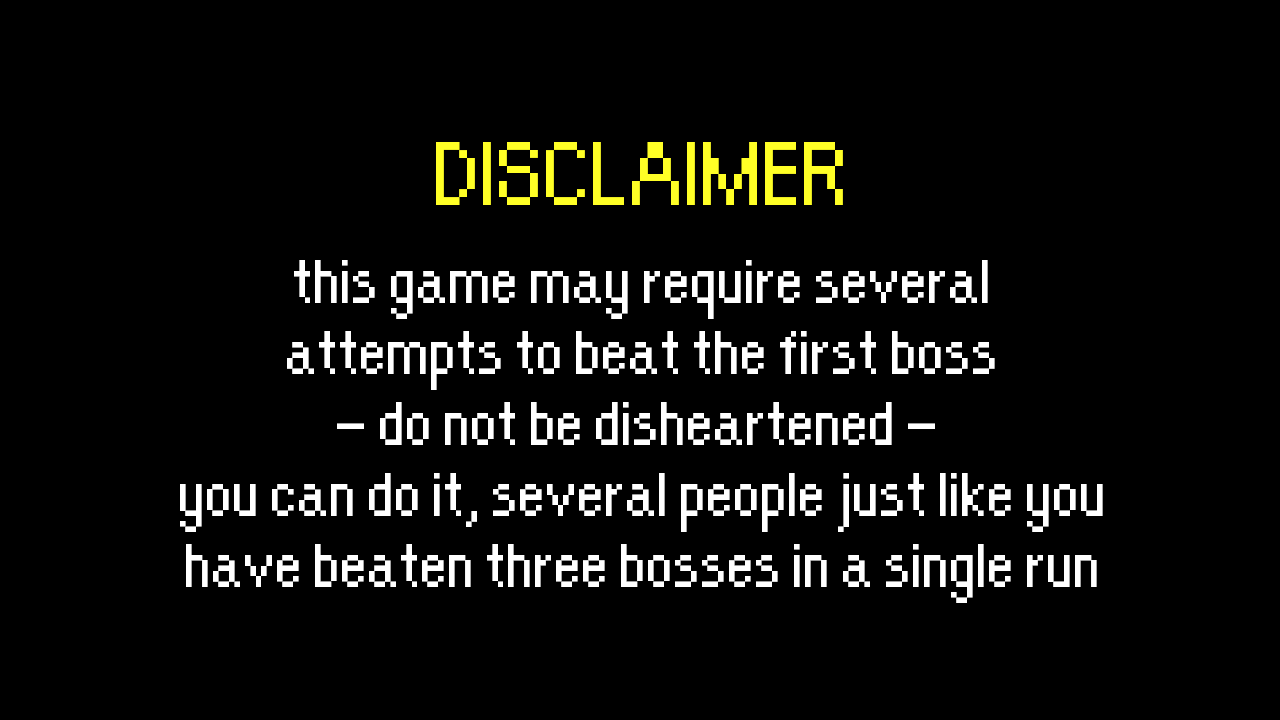 DISCLAIMER
this game may require several
attempts to beat the first boss
– do not be disheartened –
you can do it, several people just like you
have beaten three bosses in a single run